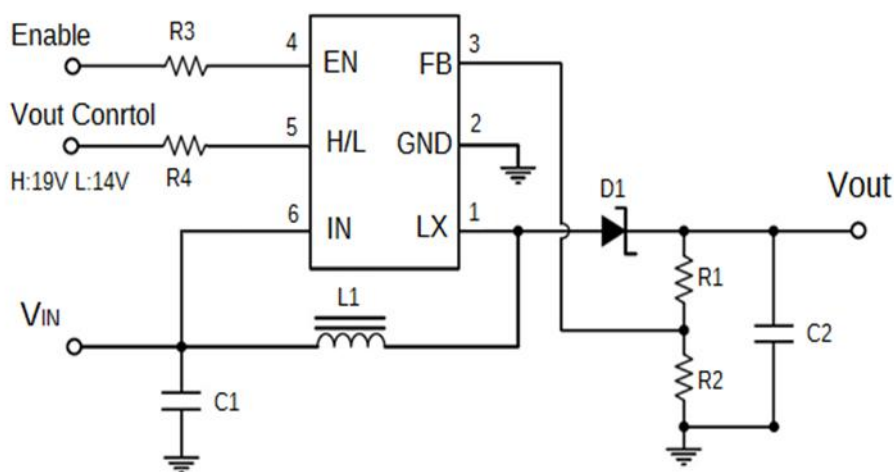 Enable
R3
4
EN
FB
3
Vout Conrtol
5
H/L
GND
2
H:19V L:14V
R4
6
IN
LX
1
D1
Vout
L1
R1
VIN
C1
R2
C2